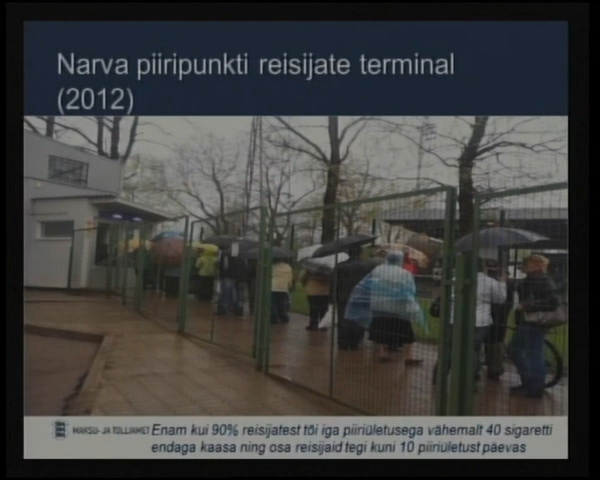 Narva piiripunkti reisijate terminal
(2012)
MAKSU- JA TOLLIAMET
Enam kui 90% reisijatest tõi iga piiriületusega vähemalt 40 sigaretti
endaga kaasa ning osa reisijaid tegi kuni 10 piiriületust päevas